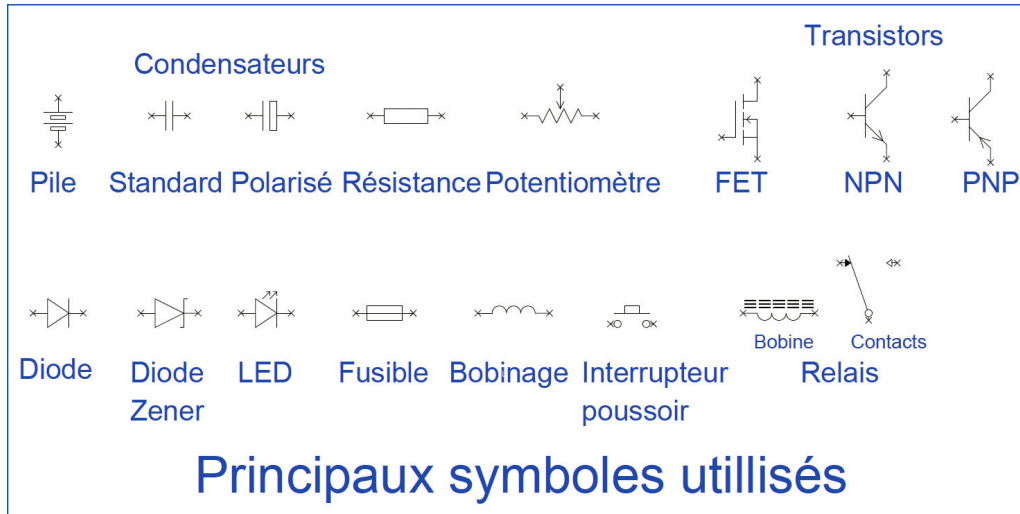 Transistors
Condensateurs
Pile Standard Polarisé Résistance Potentiomètre FET NPN PNP
Bobine Contacts
Diode Diode LED Fusible Bobinage Interrupteur Relais
Zener poussoir
Principaux symboles utillisés